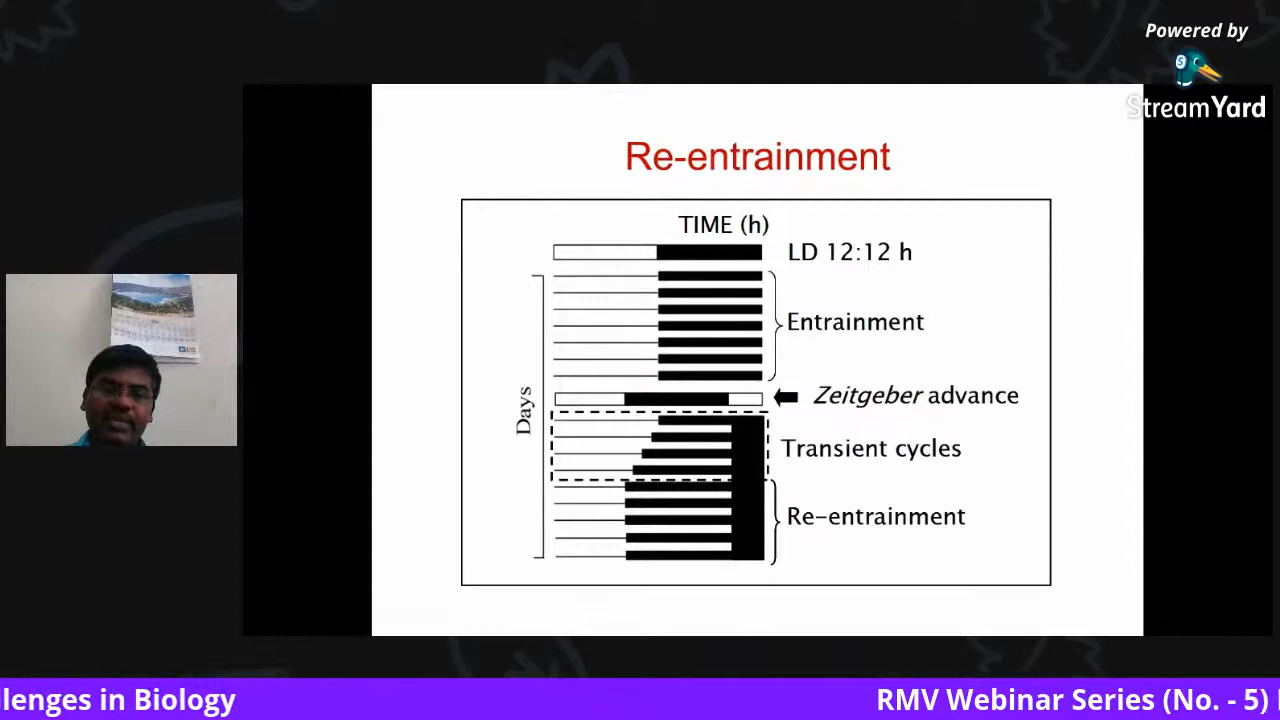 Powered by
StreamYard
Re-entrainment
TIME (h)
LD 12:12 h
Entrainment
Days
Zeitgeber advance
Transient cycles
Re-entrainment
llenges in Biology
RMV Webinar Series (No. - 5)